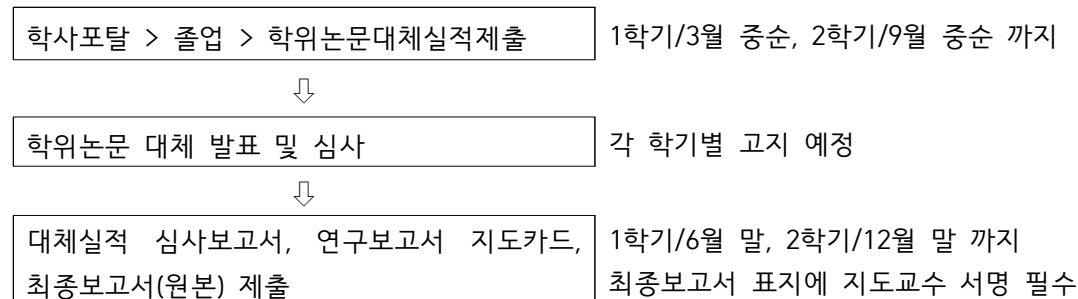 학사포탈 > 졸업 > 학위논문대체실적제출 1학기/3월 중순, 2학기/9월 중순 까지
⇩
학위논문 대체 발표 및 심사 각 학기별 고지 예정
⇩
대체실적 심사보고서, 연구보고서 지도카드, 1학기/6월 말, 2학기/12월 말 까지
최종보고서(원본) 제출 최종보고서 표지에 지도교수 서명 필수